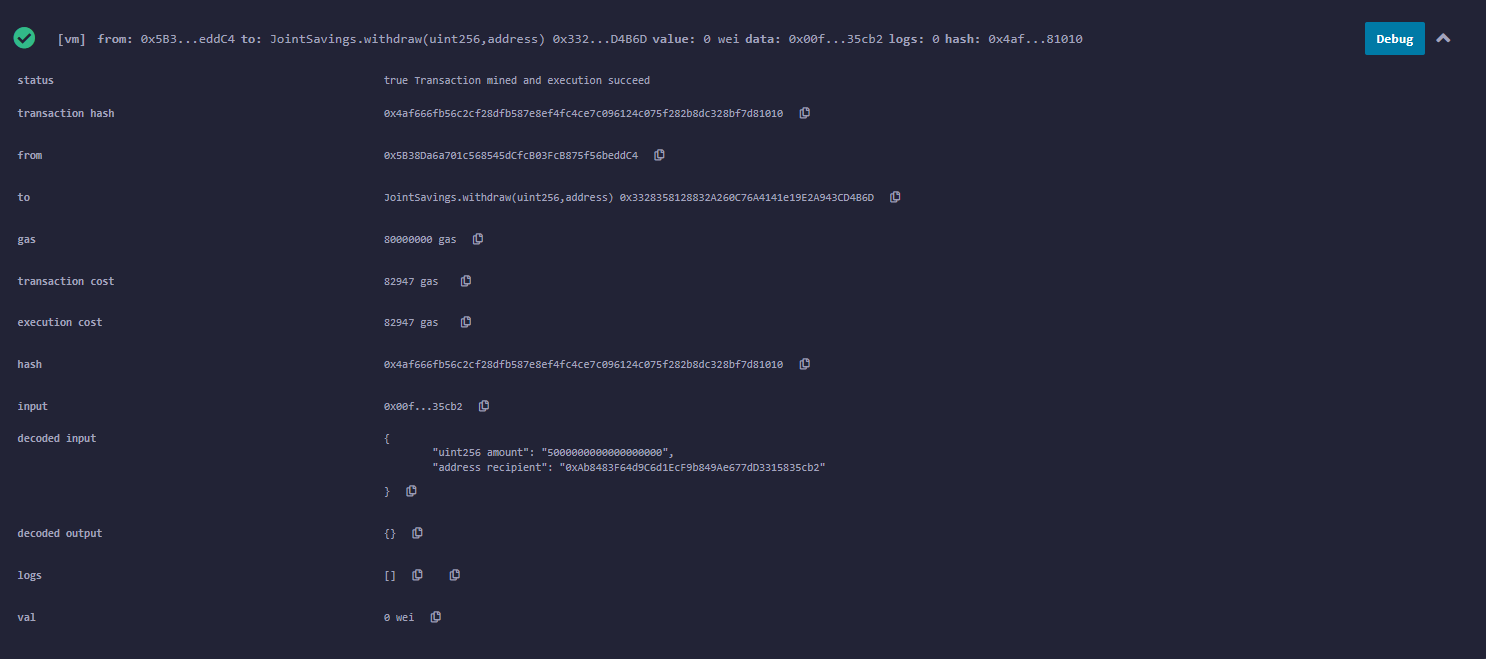 [vm] from: 0x5B3...eddC4 to: JointSavings.withdraw(uint256,address) 0x332...D4B6D value: 0 wei data: 0x00f...35cb2 logs: 0 hash: 0x4af...81010 Debug
status true Transaction mined and execution succeed
transaction hash 0x4af666fb56c2cf28dfb587e8ef4fc4ce7c096124c075f282b8dc328bf7d81010
from 0x5B38Da6a701c568545dCfcB03FcB875f56beddC4
to JointSavings.withdraw(uint256,address) 0x3328358128832A260C76A4141e19E2A943CD4B6D
gas 80000000 gas
transaction cost 82947 gas
execution cost 82947 gas
hash 0x4af666fb56c2cf28dfb587e8ef4fc4ce7c096124c075f282b8dc328bf7d81010
input 0x00f...35cb2
decoded input {
"uint256 amount": "5000000000000000000",
"address recipient": "0xAb8483F64d9C6d1EcF9b849Ae677dD3315835cb2"
}
decoded output {}
logs []
val 0 wei